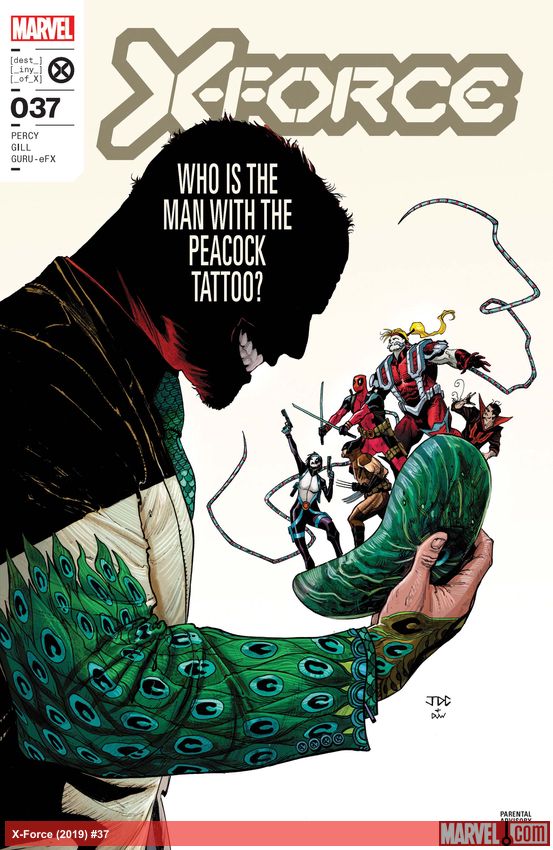 MARVEL
[dest_]
[_iny_]
[_of_X]
037
PERCY
GILL
GURU-eFX
X-FORCE
WHO IS THE
MAN WITH THE
PEACOCK
TATTOO?
JDC
+
DW
PARENTAL
ADVISORY
X-Force (2019) #37
MARVEL.com